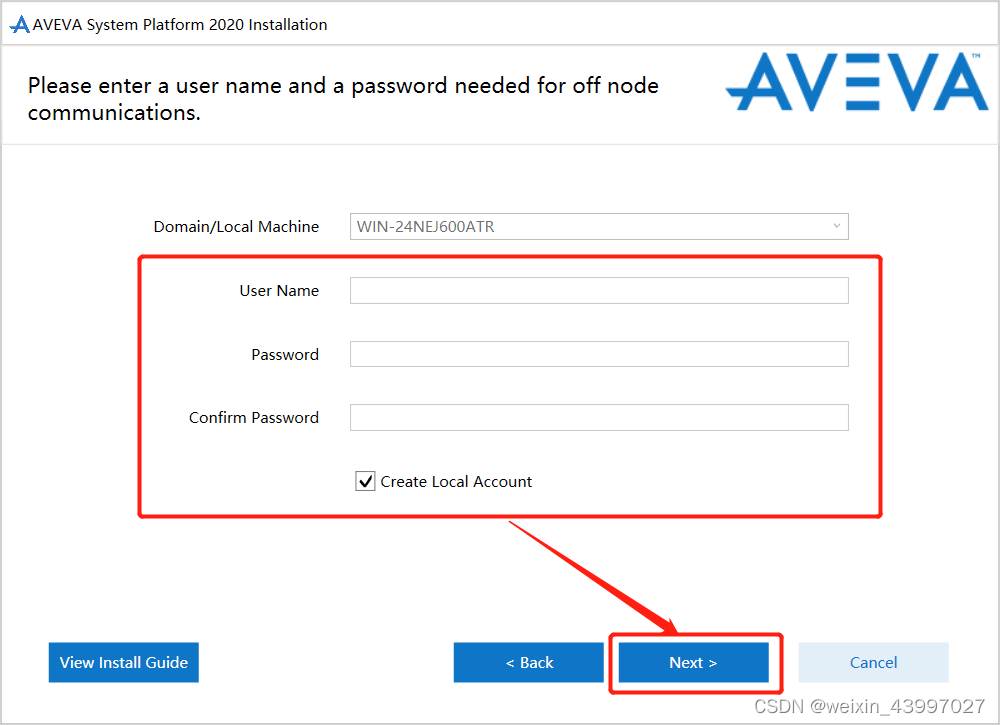 AVEVA System Platform 2020 Installation
Please enter a user name and a password needed for off node
communications.
AVEVA™
Domain/Local Machine
WIN-24NEJ600ATR
User Name
Password
Confirm Password
Create Local Account
View Install Guide
< Back
Next >
Cancel
CSDN @weixin_43997027